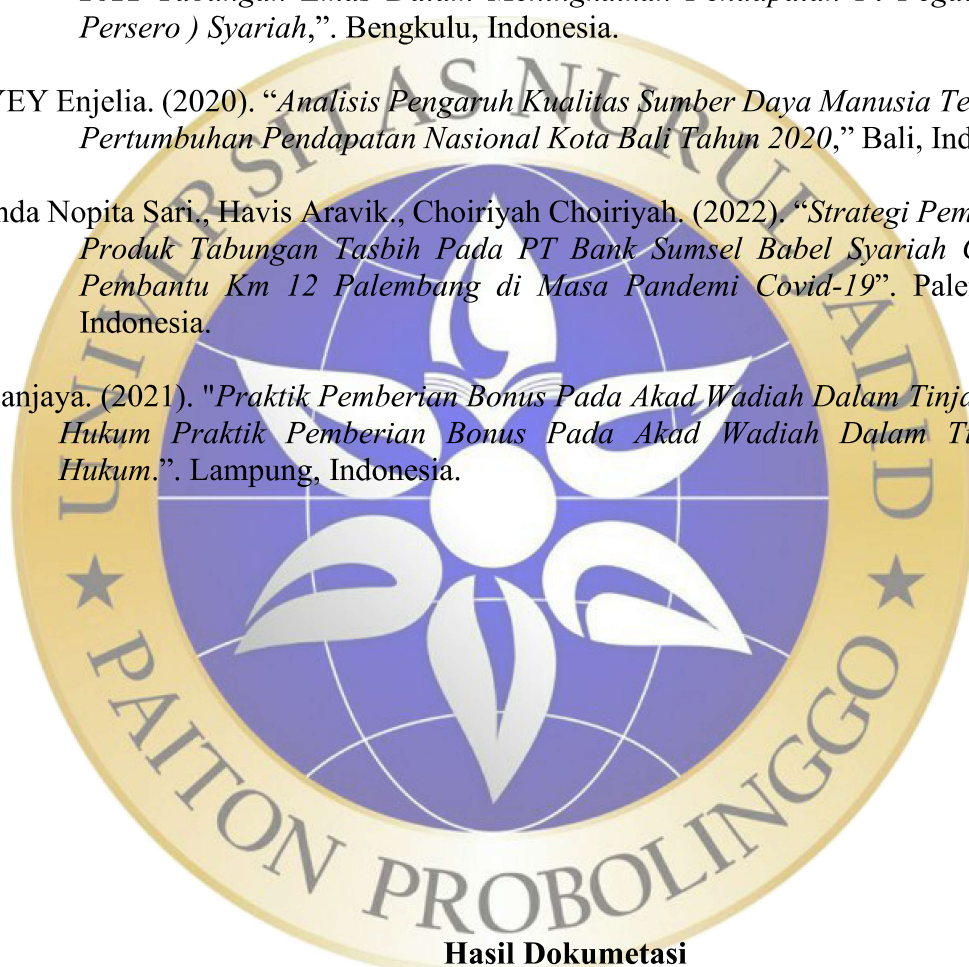 Persero ) Syariah,”. Bengkulu, Indonesia.
YEY Enjelia. (2020). “Analisis Pengaruh Kualitas Sumber Daya Manusia Te
Pertumbuhan Pendapatan Nasional Kota Bali Tahun 2020,” Bali, Ind
nda Nopita Sari., Havis Aravik., Choiriyah Choiriyah. (2022). “Strategi Pem
Produk Tabungan Tasbih Pada PT Bank Sumsel Babel Syariah C
Pembantu Km 12 Palembang di Masa Pandemi Covid-19”. Pale
Indonesia.
anjaya. (2021). "Praktik Pemberian Bonus Pada Akad Wadiah Dalam Tinja
Hukum Praktik Pemberian Bonus Pada Akad Wadiah Dalam Ti
Hukum.”. Lampung, Indonesia.
UNIVERSITAS NURUL JADID
PAITON PROBOLINGGO
Hasil Dokumetasi